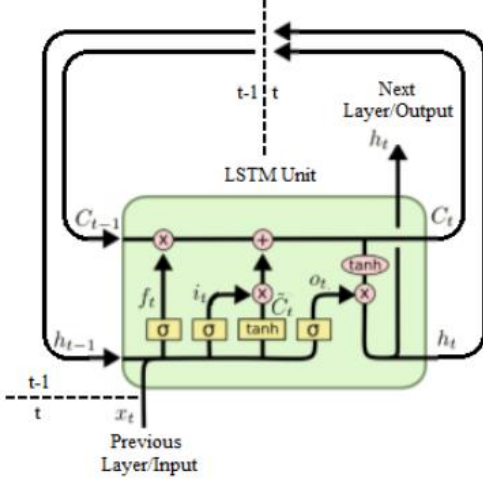 t-1 t
Next
Layer/Output
h_t
LSTM Unit
C_{t-1}
C_t
x
+
tanh
f_t
i_t
x
C̃_t
o_t
x
σ
σ
tanh
σ
h_{t-1}
h_t
t-1
t
x_t
Previous
Layer/Input